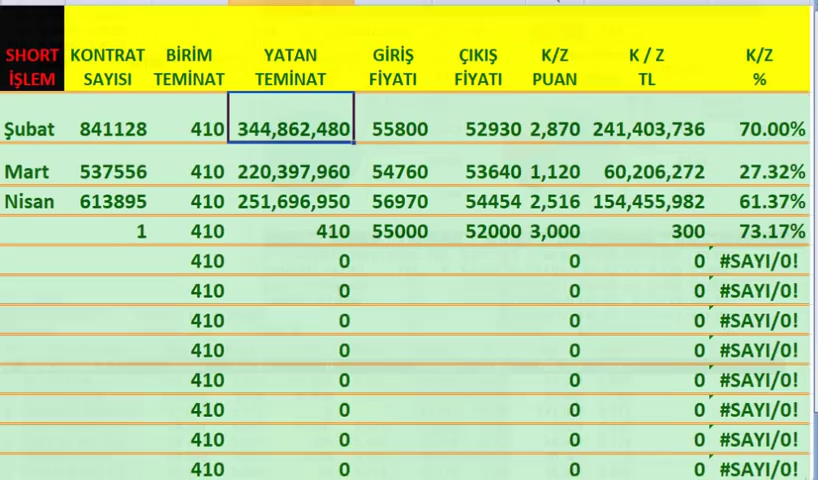 SHORT İŞLEM KONTRAT SAYISI BİRİM TEMİNAT YATAN TEMİNAT GİRİŞ FİYATI ÇIKIŞ FİYATI K/Z PUAN K / Z TL K/Z %
Şubat 841128 410 344,862,480 55800 52930 2,870 241,403,736 70.00%
Mart 537556 410 220,397,960 54760 53640 1,120 60,206,272 27.32%
Nisan 613895 410 251,696,950 56970 54454 2,516 154,455,982 61.37%
1 410 410 55000 52000 3,000 300 73.17%
410 0 0 0 #SAYI/0!
410 0 0 0 #SAYI/0!
410 0 0 0 #SAYI/0!
410 0 0 0 #SAYI/0!
410 0 0 0 #SAYI/0!
410 0 0 0 #SAYI/0!
410 0 0 0 #SAYI/0!
410 0 0 0 #SAYI/0!